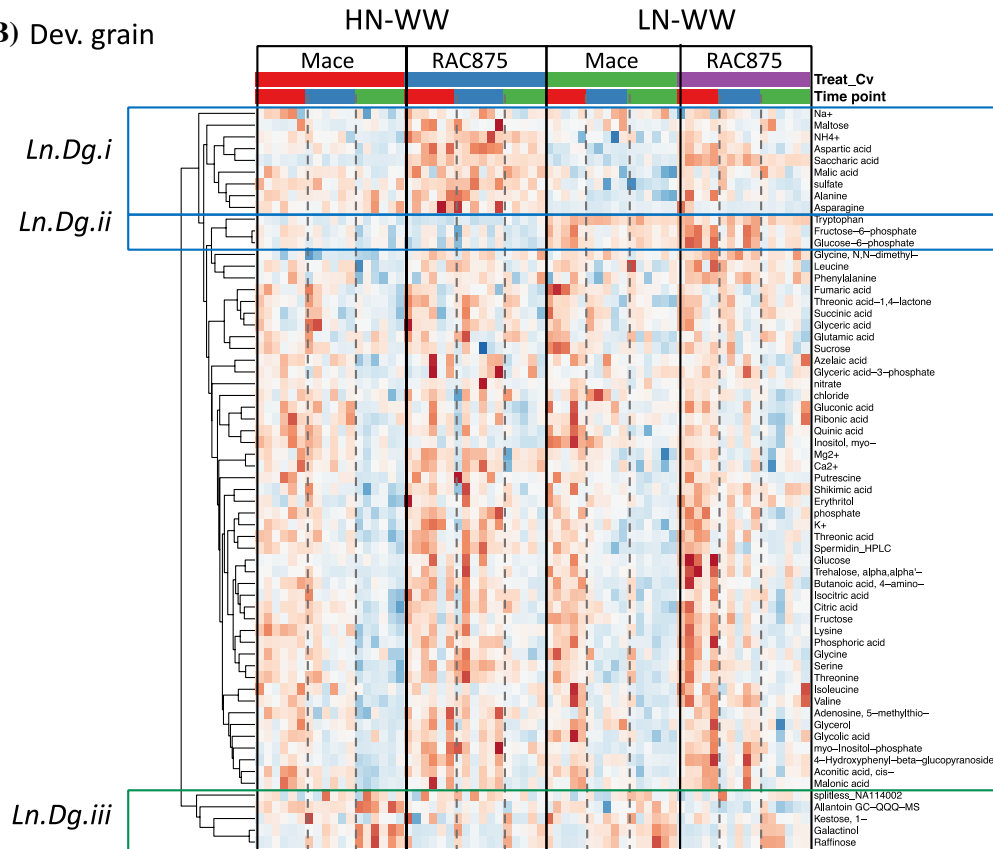 B) Dev. grain
HN-WW
LN-WW
Mace
RAC875
Mace
RAC875
Treat_Cv
Time point
Ln.Dg.i
Ln.Dg.ii
Ln.Dg.iii
Na+
Maltose
NH4+
Aspartic acid
Saccharic acid
Malic acid
sulfate
Alanine
Asparagine
Tryptophan
Fructose−6−phosphate
Glucose−6−phosphate
Glycine, N,N−dimethyl−
Leucine
Phenylalanine
Fumaric acid
Threonic acid−1,4−lactone
Succinic acid
Glyceric acid
Glutamic acid
Sucrose
Azelaic acid
Glyceric acid−3−phosphate
nitrate
chloride
Gluconic acid
Ribonic acid
Quinic acid
Inositol, myo−
Mg2+
Ca2+
Putrescine
Shikimic acid
Erythritol
phosphate
K+
Threonic acid
Spermidin_HPLC
Glucose
Trehalose, alpha,alpha'−
Butanoic acid, 4−amino−
Isocitric acid
Citric acid
Fructose
Lysine
Phosphoric acid
Glycine
Serine
Threonine
Isoleucine
Valine
Adenosine, 5−methylthio−
Glycerol
Glycolic acid
myo−Inositol−phosphate
4−Hydroxyphenyl−beta−glucopyranoside
Aconitic acid, cis−
Malonic acid
splitless_NA114002
Allantoin GC−QQQ−MS
Kestose, 1−
Galactinol
Raffinose